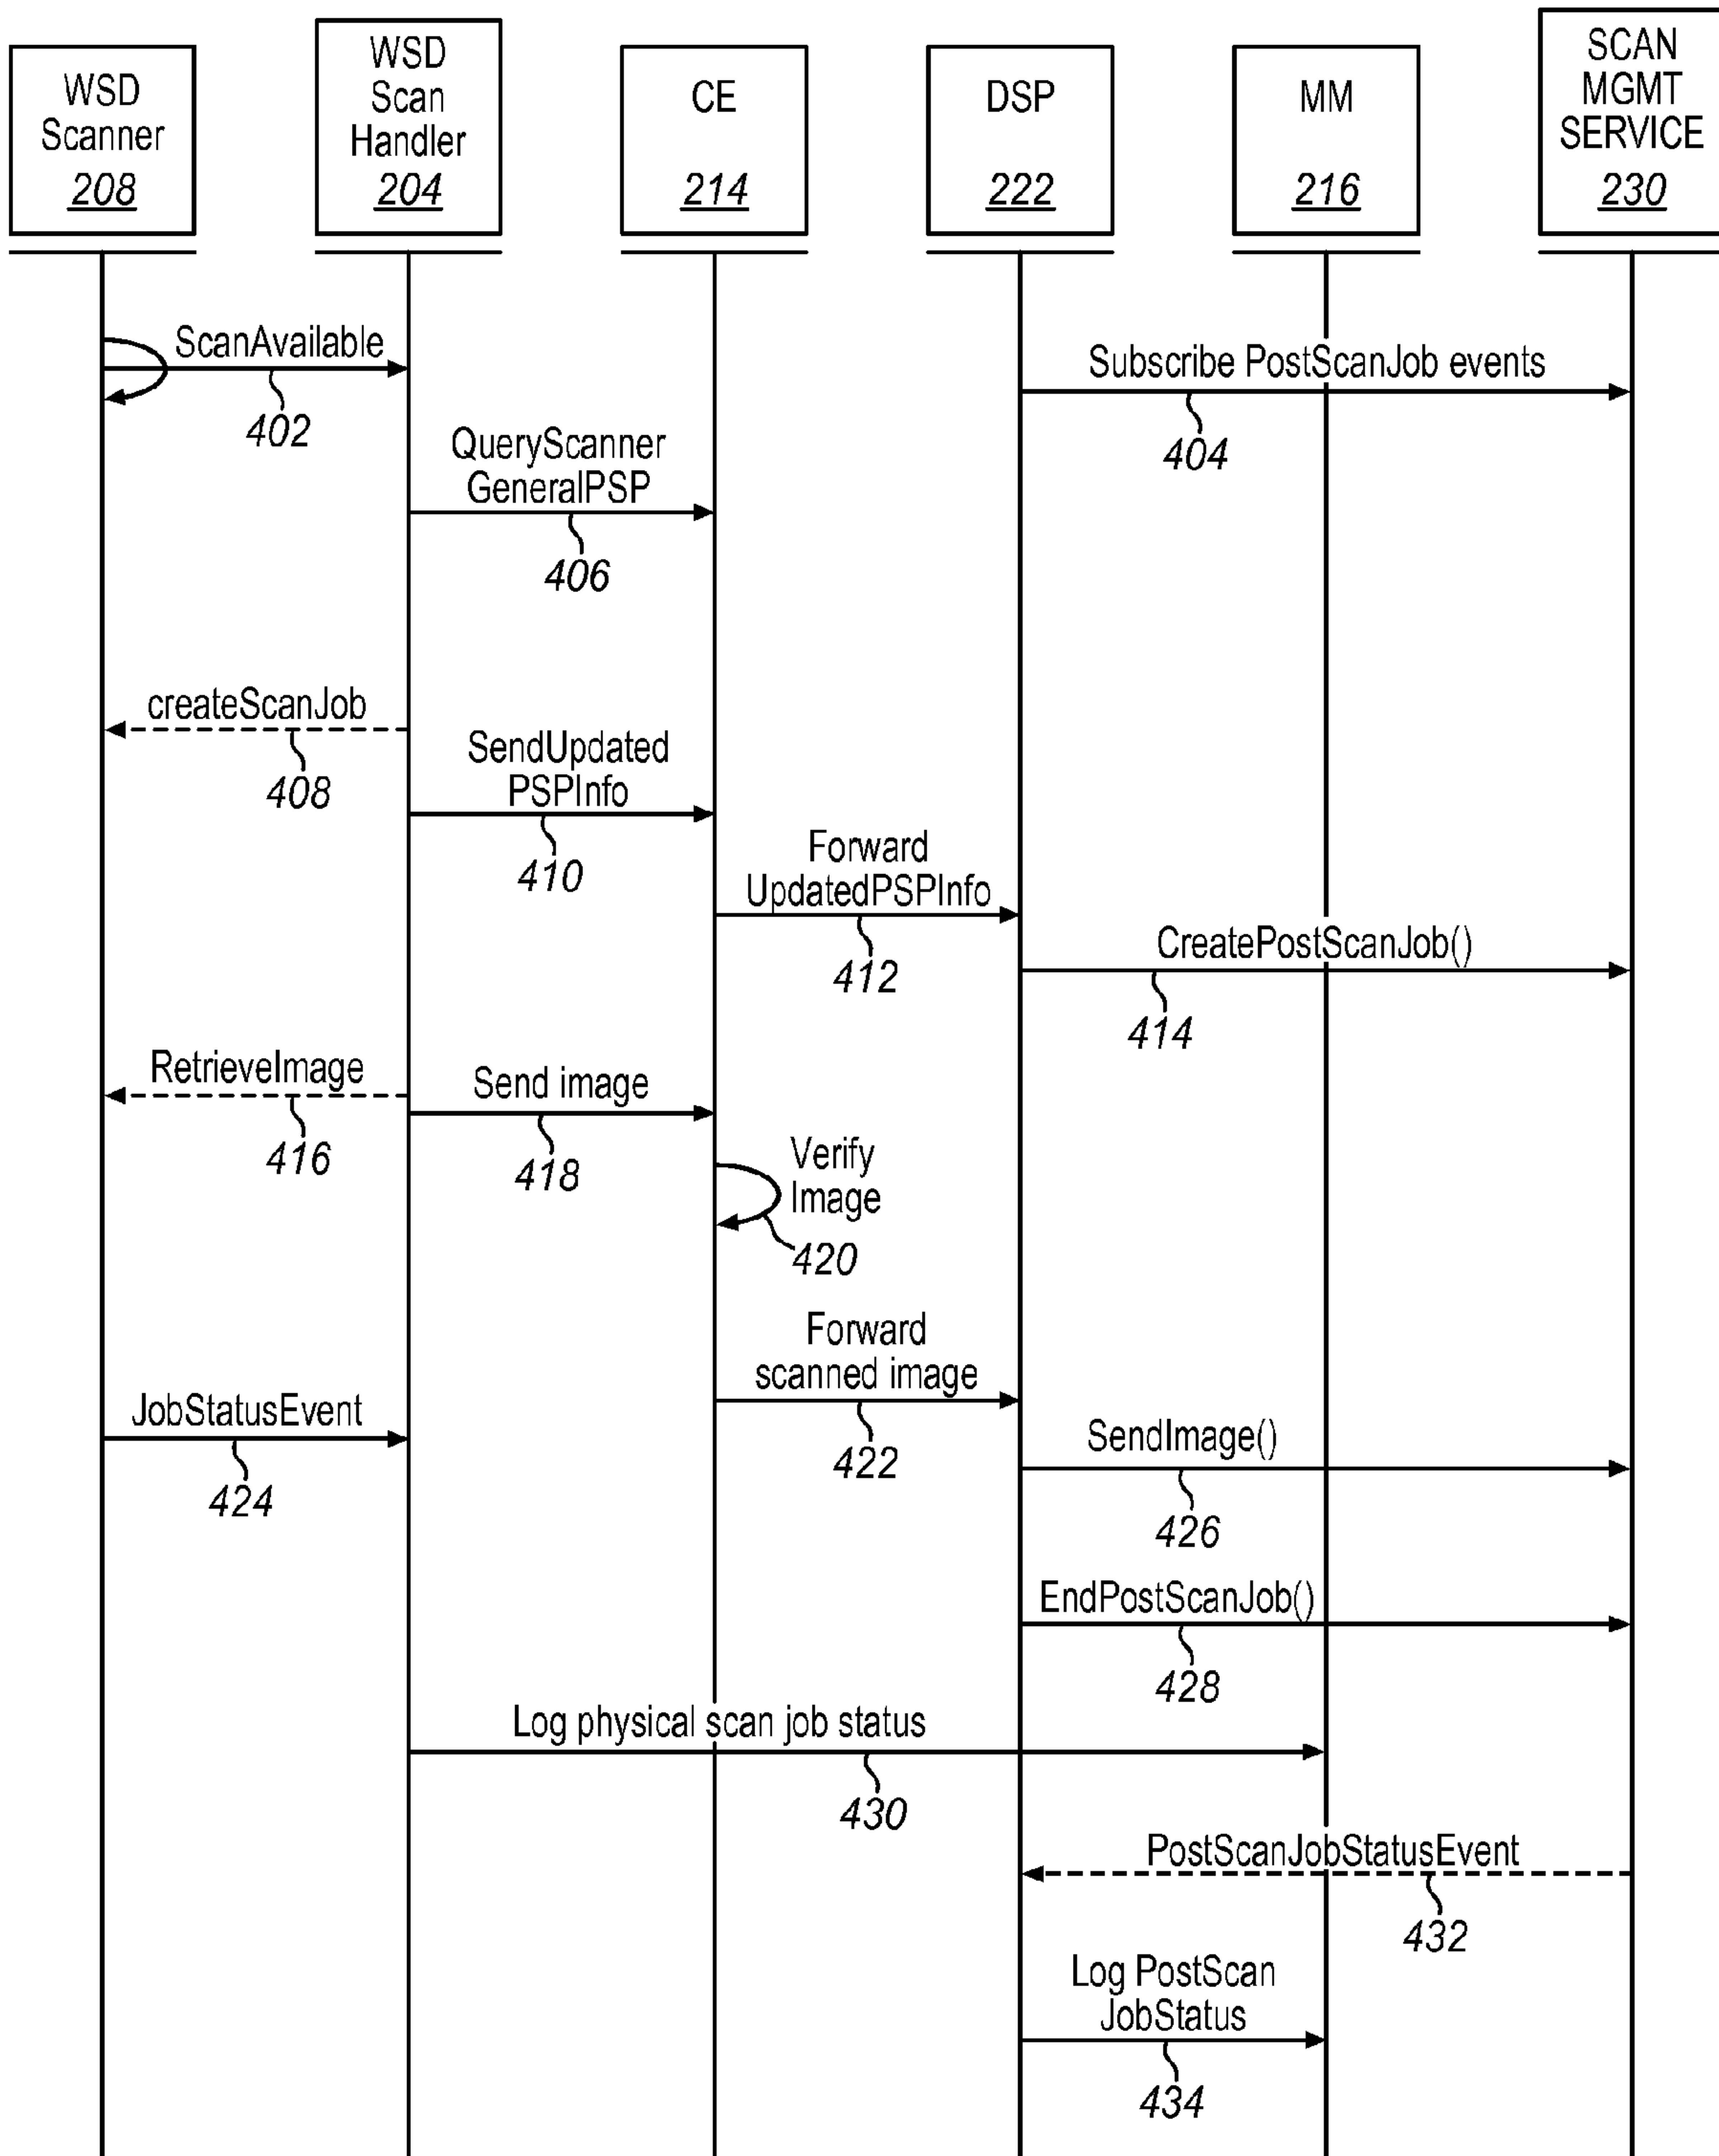 WSD
Scanner
208
WSD
Scan
Handler
204
CE
214
DSP
222
MM
216
SCAN
MGMT
SERVICE
230
ScanAvailable
402
Subscribe PostScanJob events
404
QueryScanner
GeneralPSP
406
createScanJob
408
SendUpdated
PSPInfo
410
Forward
UpdatedPSPInfo
412
CreatePostScanJob()
414
RetrieveImage
416
Send image
418
Verify
Image
420
Forward
scanned image
422
JobStatusEvent
424
SendImage()
426
EndPostScanJob()
428
Log physical scan job status
430
PostScanJobStatusEvent
432
Log PostScan
JobStatus
434